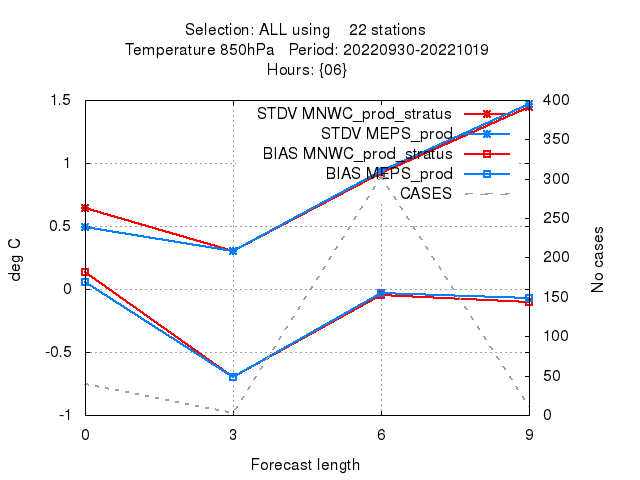 Selection: ALL using 22 stations
Temperature 850hPa Period: 20220930-20221019
Hours: {06}
STDV MNWC_prod_stratus
STDV MEPS_prod
BIAS MNWC_prod_stratus
BIAS MEPS_prod
CASES
1.5
1
0.5
0
-0.5
-1
deg C
400
350
300
250
200
150
100
50
0
No cases
0 3 6 9
Forecast length